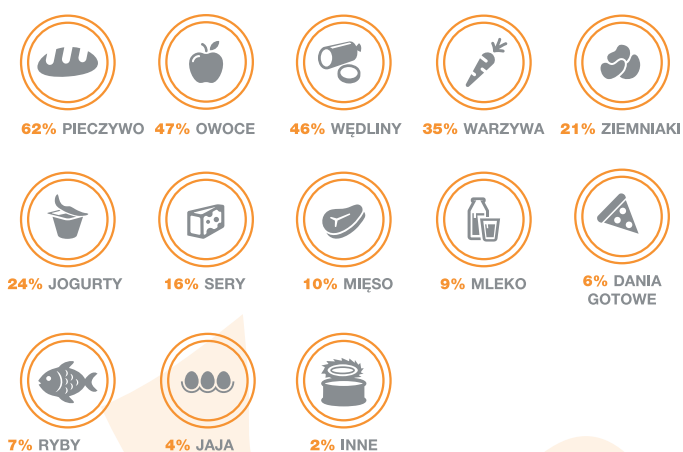 62% PIECZYWO
47% OWOCE
46% WĘDLINY
35% WARZYWA
21% ZIEMNIAKI
24% JOGURTY
16% SERY
10% MIĘSO
9% MLEKO
6% DANIA
GOTOWE
7% RYBY
4% JAJA
2% INNE